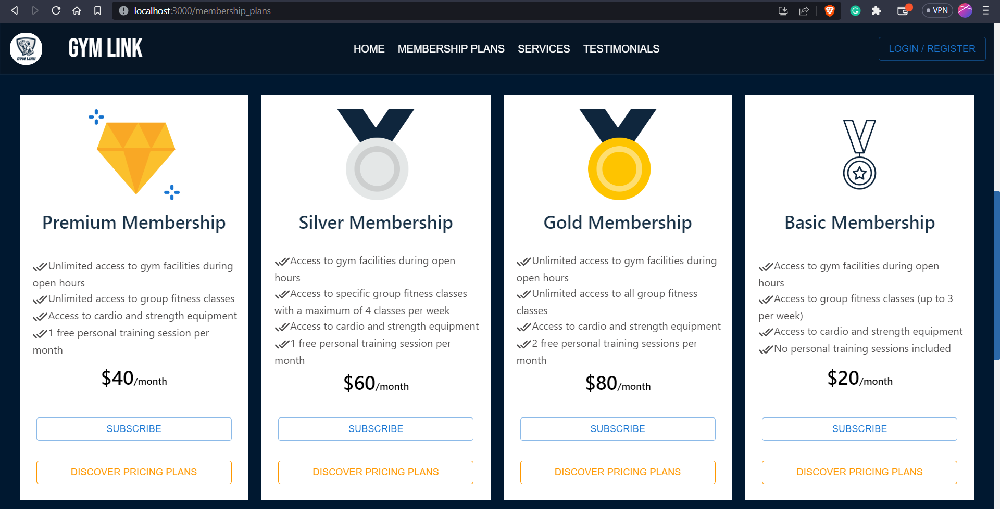 localhost:3000/membership_plans
VPN
GYM LINK
GYM LINK
HOME
MEMBERSHIP PLANS
SERVICES
TESTIMONIALS
LOGIN / REGISTER
Premium Membership
Unlimited access to gym facilities during
open hours
Unlimited access to group fitness classes
Access to cardio and strength equipment
1 free personal training session per
month
$40/month
SUBSCRIBE
DISCOVER PRICING PLANS
Silver Membership
Access to gym facilities during open
hours
Access to specific group fitness classes
with a maximum of 4 classes per week
Access to cardio and strength equipment
1 free personal training session per
month
$60/month
SUBSCRIBE
DISCOVER PRICING PLANS
Gold Membership
Unlimited access to gym facilities during
open hours
Unlimited access to all group fitness
classes
Access to cardio and strength equipment
2 free personal training sessions per
month
$80/month
SUBSCRIBE
DISCOVER PRICING PLANS
Basic Membership
Access to gym facilities during open
hours
Access to group fitness classes (up to 3
per week)
Access to cardio and strength equipment
No personal training sessions included
$20/month
SUBSCRIBE
DISCOVER PRICING PLANS